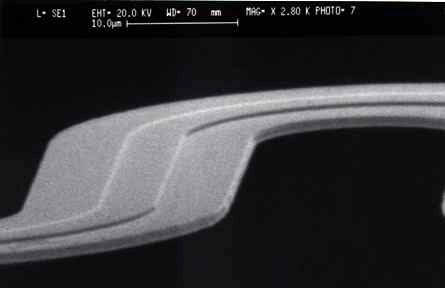 L= SE1 EHT= 20.0 KV WD= 70 mm MAG= X 2.80 K PHOTO= 7
10.0µm